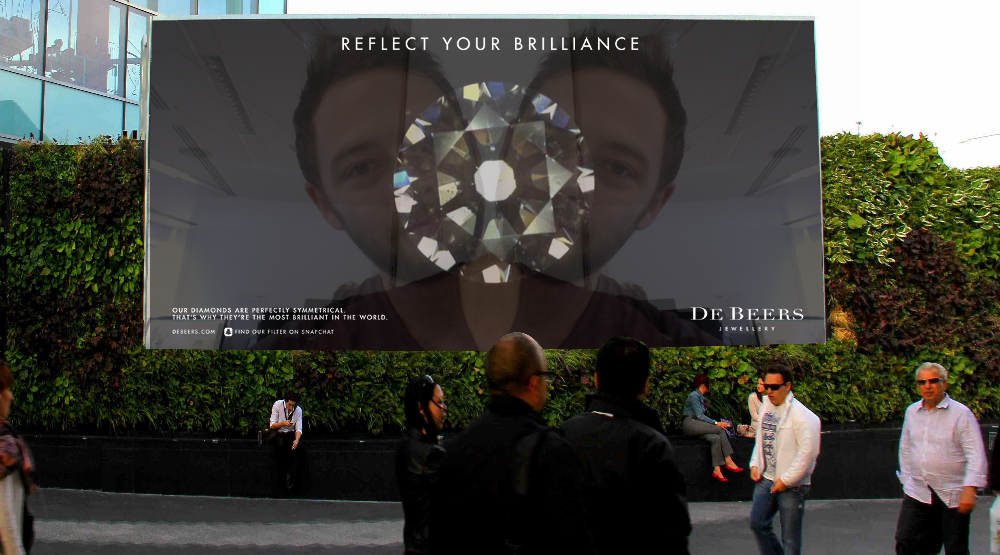 REFLECT YOUR BRILLIANCE
OUR DIAMONDS ARE PERFECTLY SYMMETRICAL.
THAT'S WHY THEY'RE THE MOST BRILLIANT IN THE WORLD.
DEBEERS.COM FIND OUR FILTER ON SNAPCHAT
DE BEERS
JEWELLERY